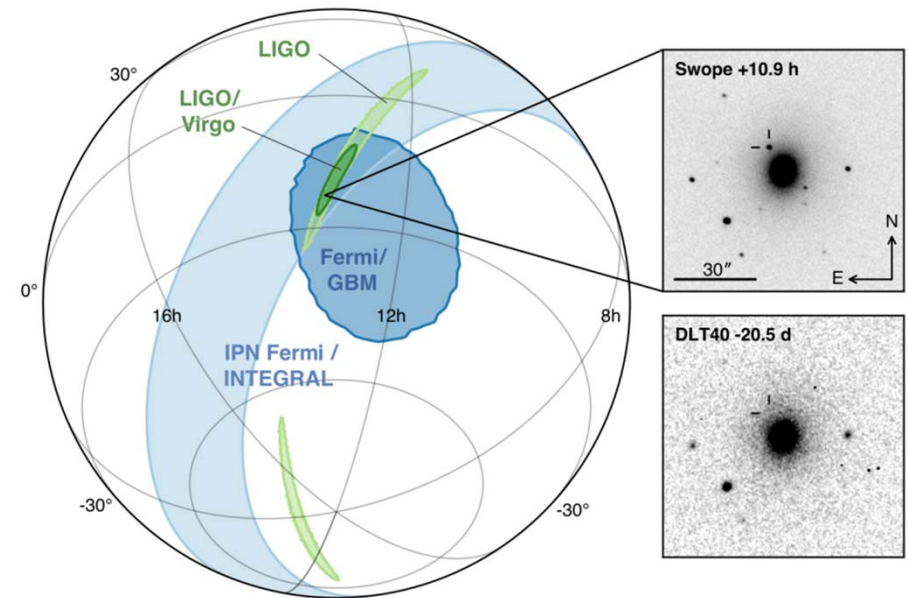 LIGO
30°
LIGO/
Virgo
Fermi/
GBM
0°
16h
12h
8h
IPN Fermi /
INTEGRAL
-30°
-30°
Swope +10.9 h
N
30″
E
DLT40 -20.5 d